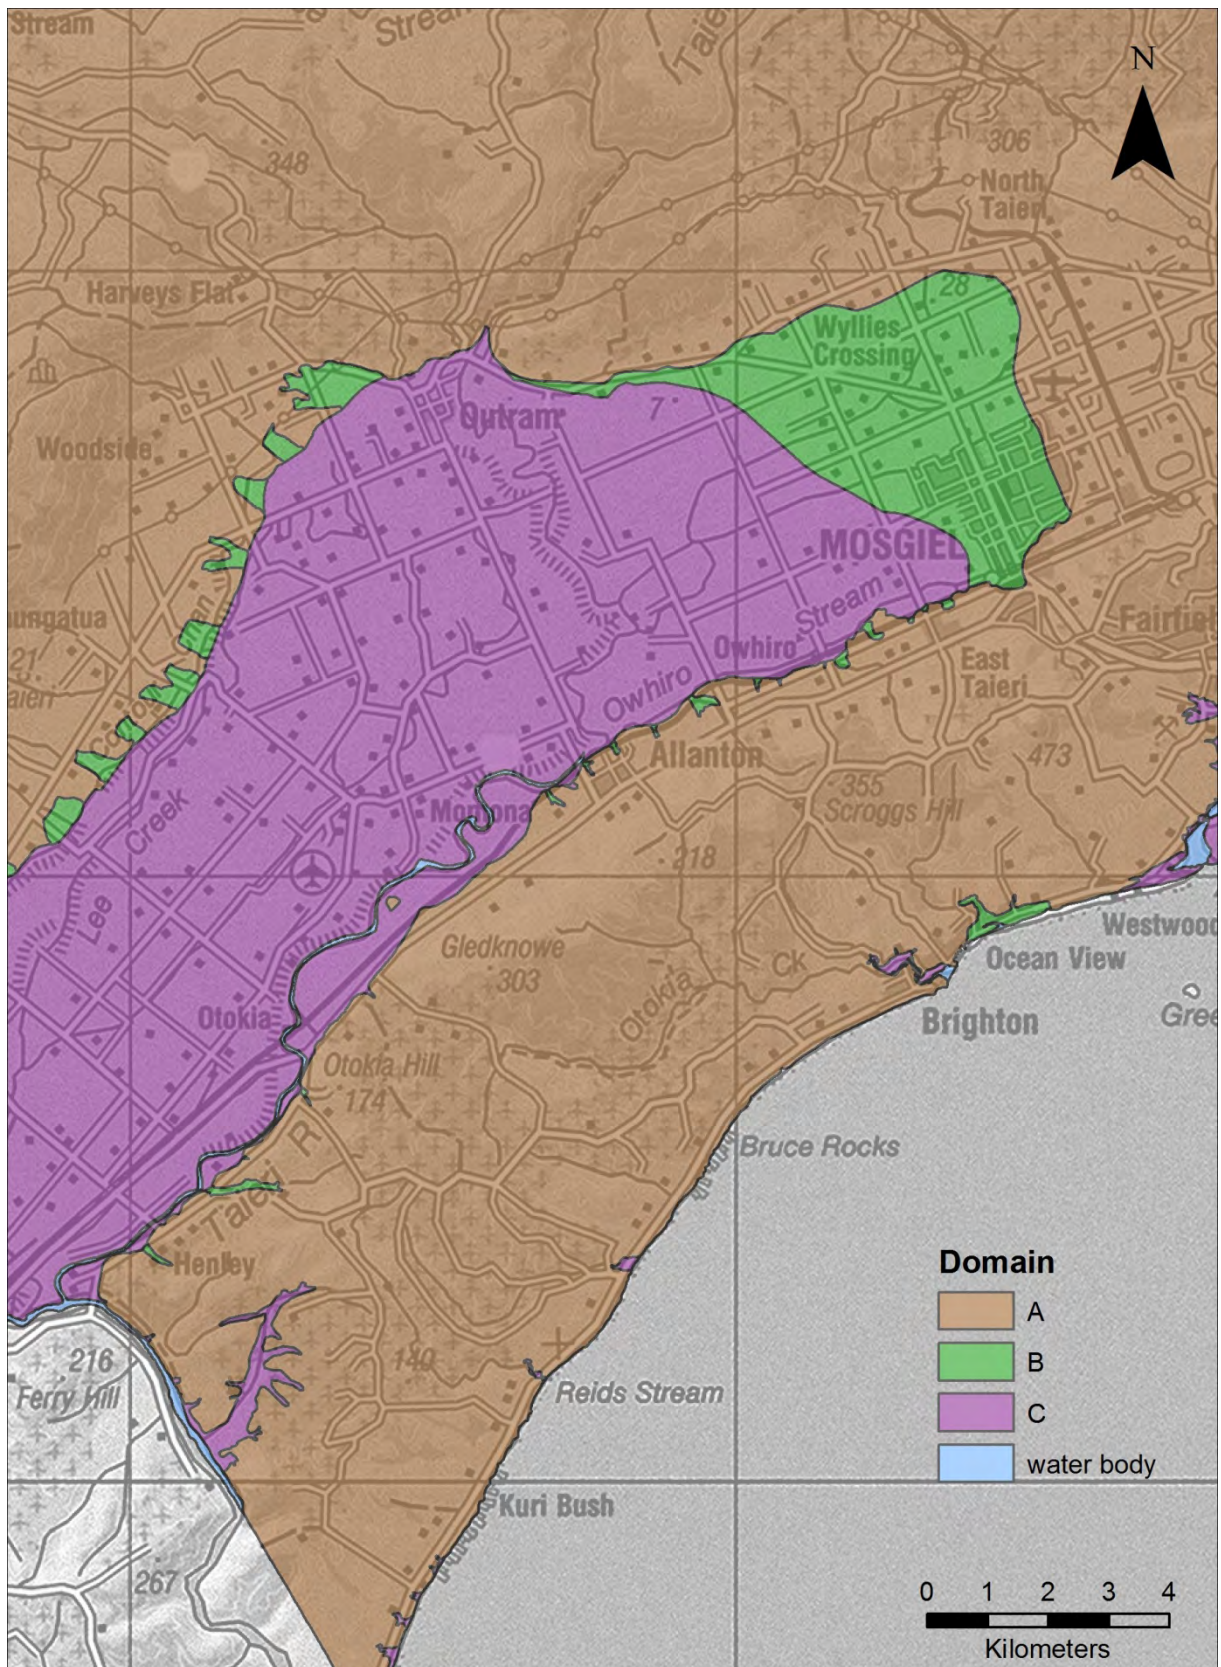 Stream
Stream
N
348
306
North
Taieri
Harveys Flat
28
Wyllies
Crossing
7
Outram
Woodside
MOSGIEL
Stream
Fairfie
Owhiro
East
Taieri
21
Owhiro
Allanton
473
355
Scroggs Hill
Momona
Creek
Lee
218
Gledknowe
303
Ck
Otokia
Westwood
Ocean View
Otokia
Brighton
Gree
Otokia Hill
174
Bruce Rocks
Taieri R
Henley
216
Ferry Hill
140
Reids Stream
Kuri Bush
267
Domain
A
B
C
water body
0 1 2 3 4
Kilometers